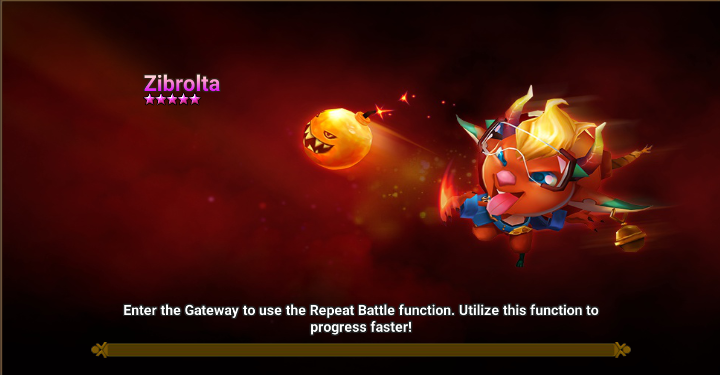 Zibrolta
Enter the Gateway to use the Repeat Battle function. Utilize this function to
progress faster!